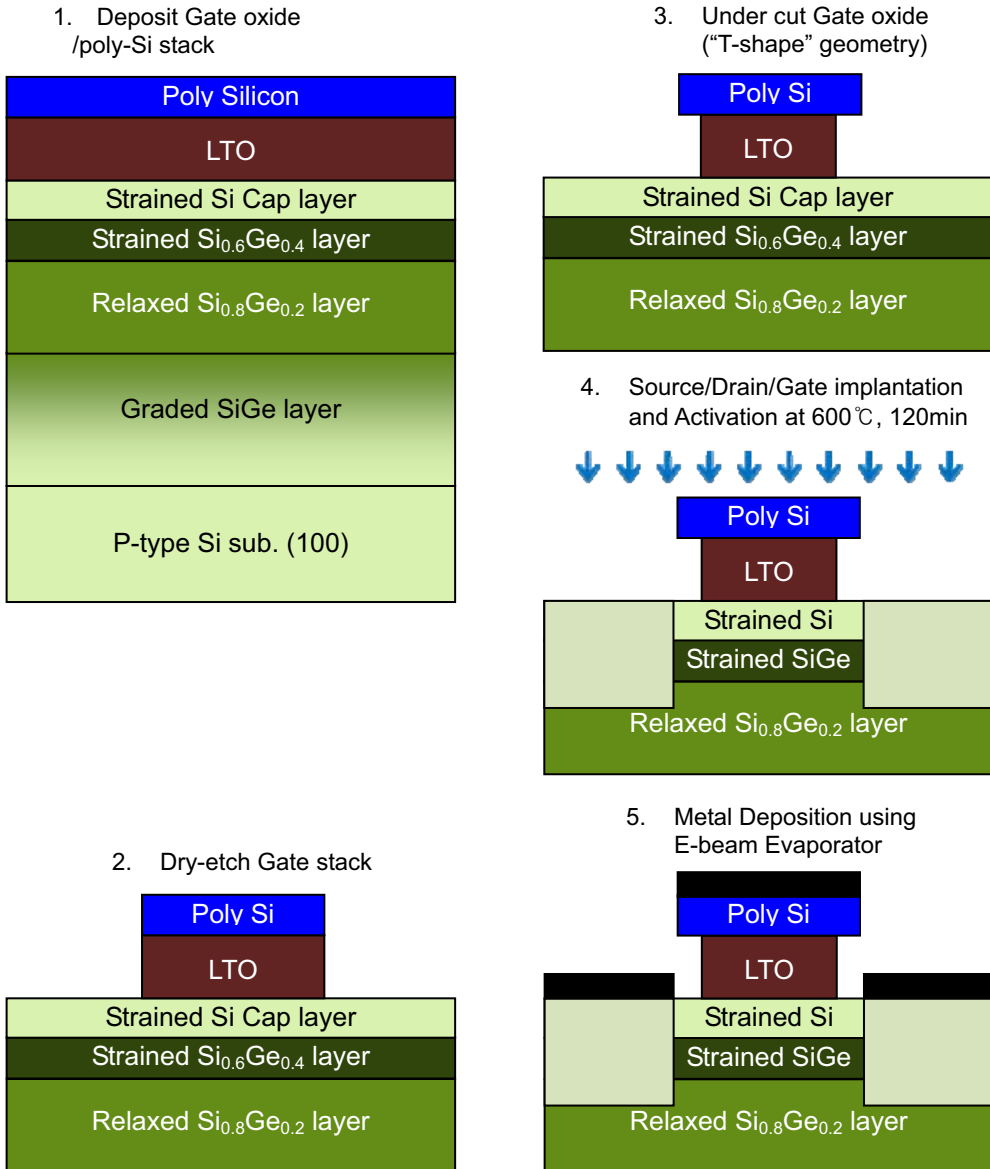 1. Deposit Gate oxide
/poly-Si stack
Poly Silicon
LTO
Strained Si Cap layer
Strained Si0.6Ge0.4 layer
Relaxed Si0.8Ge0.2 layer
Graded SiGe layer
P-type Si sub. (100)
2. Dry-etch Gate stack
Poly Si
LTO
Strained Si Cap layer
Strained Si0.6Ge0.4 layer
Relaxed Si0.8Ge0.2 layer
3. Under cut Gate oxide
(“T-shape” geometry)
Poly Si
LTO
Strained Si Cap layer
Strained Si0.6Ge0.4 layer
Relaxed Si0.8Ge0.2 layer
4. Source/Drain/Gate implantation
and Activation at 600℃, 120min
Poly Si
LTO
Strained Si
Strained SiGe
Relaxed Si0.8Ge0.2 layer
5. Metal Deposition using
E-beam Evaporator
Poly Si
LTO
Strained Si
Strained SiGe
Relaxed Si0.8Ge0.2 layer